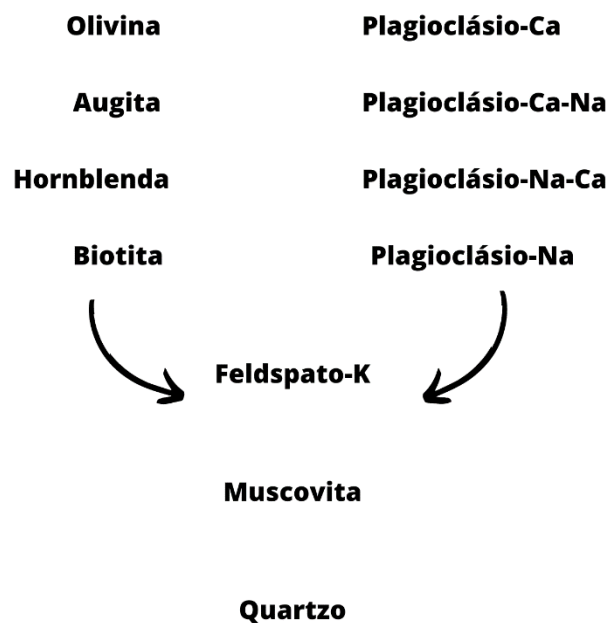 Olivina Plagioclásio-Ca
Augita Plagioclásio-Ca-Na
Hornblenda Plagioclásio-Na-Ca
Biotita Plagioclásio-Na
Feldspato-K
Muscovita
Quartzo